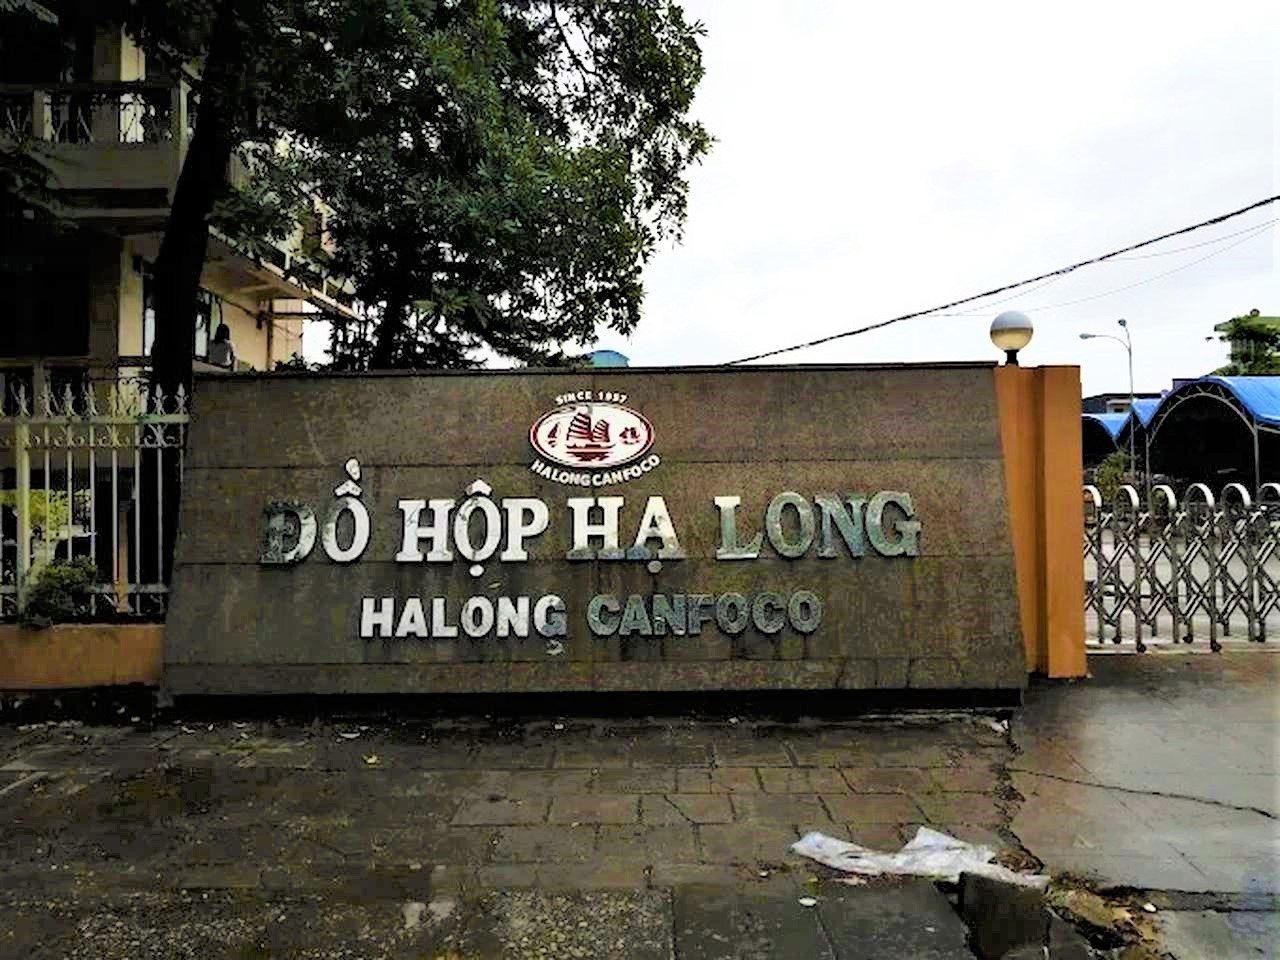 SINCE 1957
HALONG CANFOCO
ĐỒ HỘP HẠ LONG
HALONG CANFOCO